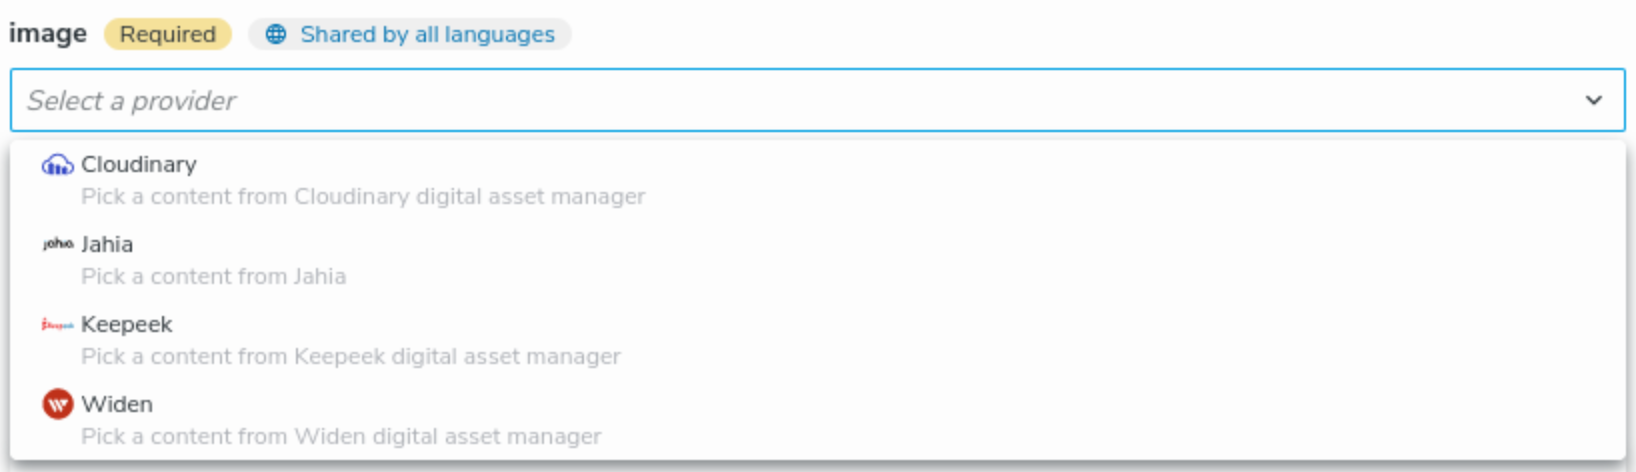 image Required Shared by all languages
Select a provider
Cloudinary
Pick a content from Cloudinary digital asset manager
jahia Jahia
Pick a content from Jahia
Keepeek Keepeek
Pick a content from Keepeek digital asset manager
W Widen
Pick a content from Widen digital asset manager